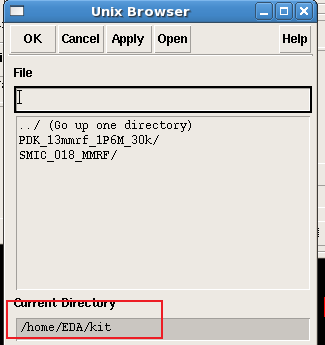 Unix Browser
OK Cancel Apply Open Help
File
../ (Go up one directory)
PDK_13mmrf_1P6M_30k/
SMIC_018_MMRF/
Current Directory
/home/EDA/kit